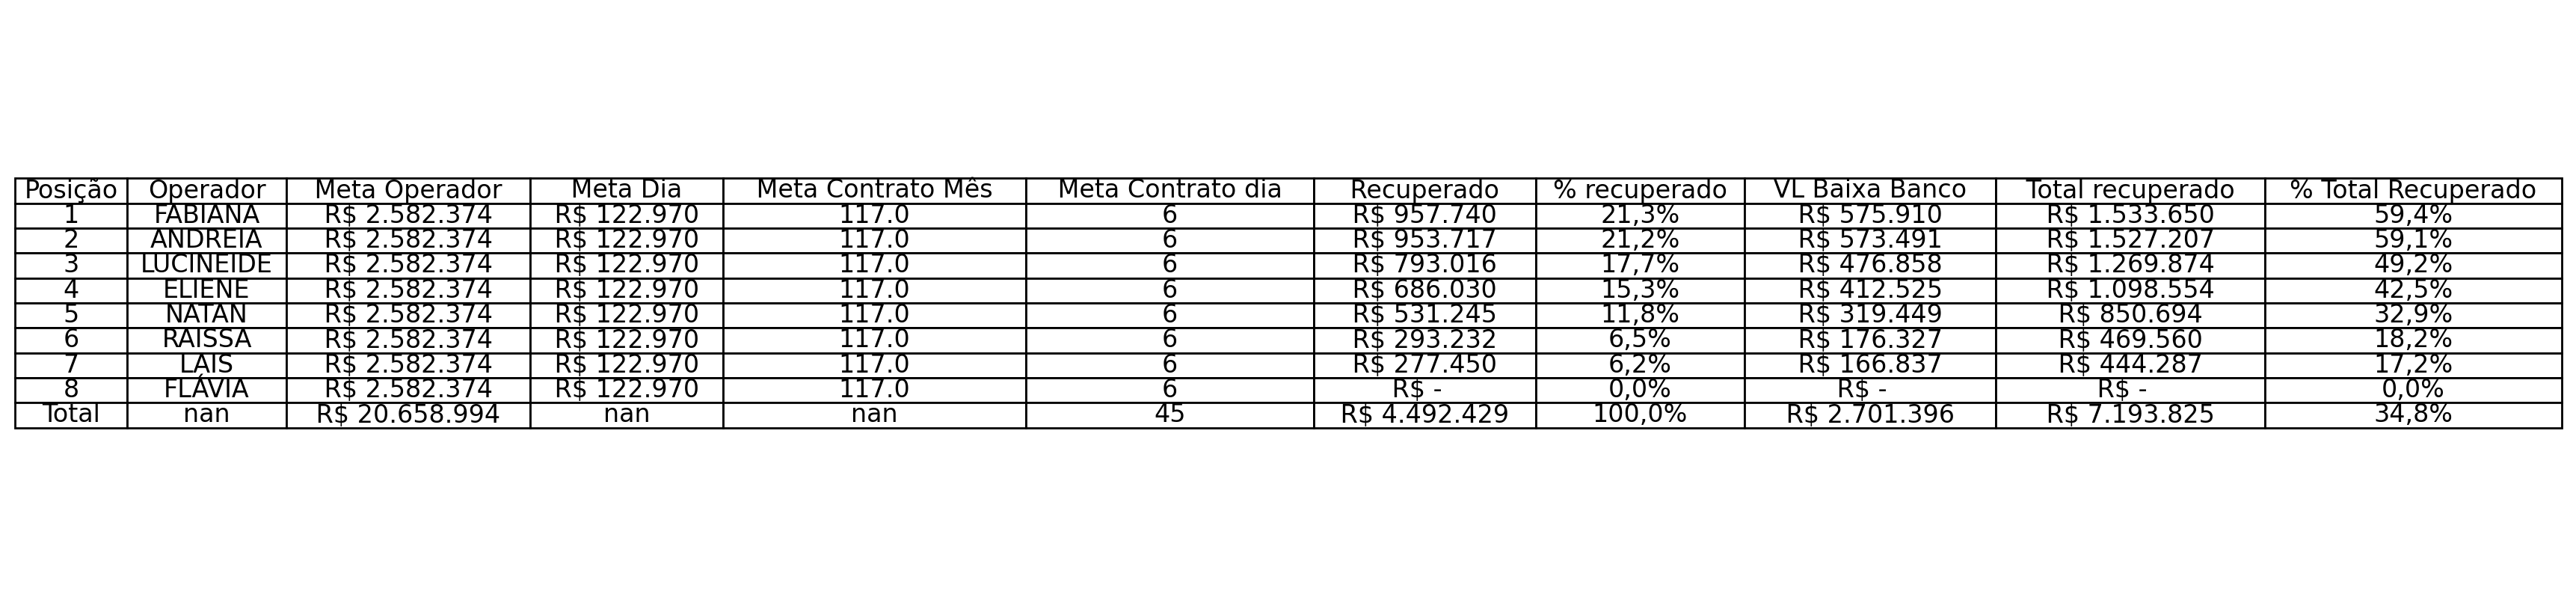 Posição Operador Meta Operador Meta Dia Meta Contrato Mês Meta Contrato dia Recuperado % recuperado VL Baixa Banco Total recuperado % Total Recuperado
1 FABIANA R$ 2.582.374 R$ 122.970 117.0 6 R$ 957.740 21,3% R$ 575.910 R$ 1.533.650 59,4%
2 ANDREIA R$ 2.582.374 R$ 122.970 117.0 6 R$ 953.717 21,2% R$ 573.491 R$ 1.527.207 59,1%
3 LUCINEIDE R$ 2.582.374 R$ 122.970 117.0 6 R$ 793.016 17,7% R$ 476.858 R$ 1.269.874 49,2%
4 ELIENE R$ 2.582.374 R$ 122.970 117.0 6 R$ 686.030 15,3% R$ 412.525 R$ 1.098.554 42,5%
5 NATAN R$ 2.582.374 R$ 122.970 117.0 6 R$ 531.245 11,8% R$ 319.449 R$ 850.694 32,9%
6 RAISSA R$ 2.582.374 R$ 122.970 117.0 6 R$ 293.232 6,5% R$ 176.327 R$ 469.560 18,2%
7 LAIS R$ 2.582.374 R$ 122.970 117.0 6 R$ 277.450 6,2% R$ 166.837 R$ 444.287 17,2%
8 FLÁVIA R$ 2.582.374 R$ 122.970 117.0 6 R$ - 0,0% R$ - R$ - 0,0%
Total nan R$ 20.658.994 nan nan 45 R$ 4.492.429 100,0% R$ 2.701.396 R$ 7.193.825 34,8%